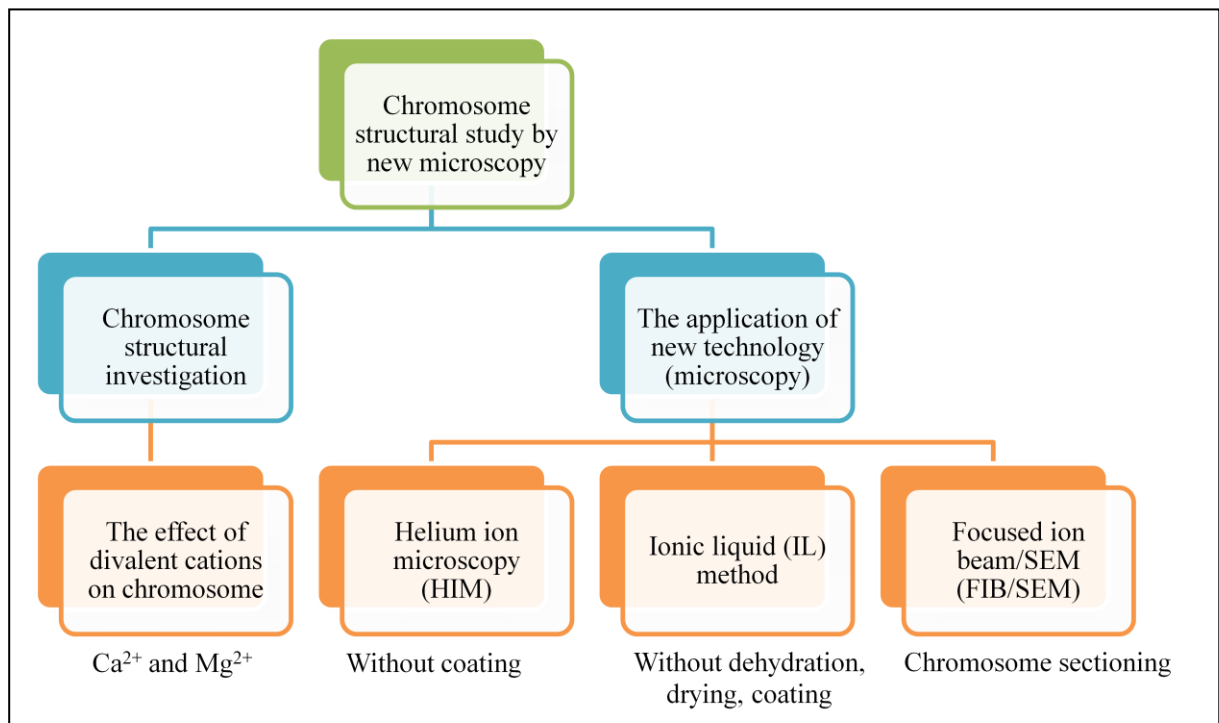 Chromosome
structural study by
new microscopy
Chromosome
structural
investigation
The application of
new technology
(microscopy)
The effect of
divalent cations
on chromosome
Helium ion
microscopy
(HIM)
Ionic liquid (IL)
method
Focused ion
beam/SEM
(FIB/SEM)
Ca²⁺ and Mg²⁺
Without coating
Without dehydration,
drying, coating
Chromosome sectioning